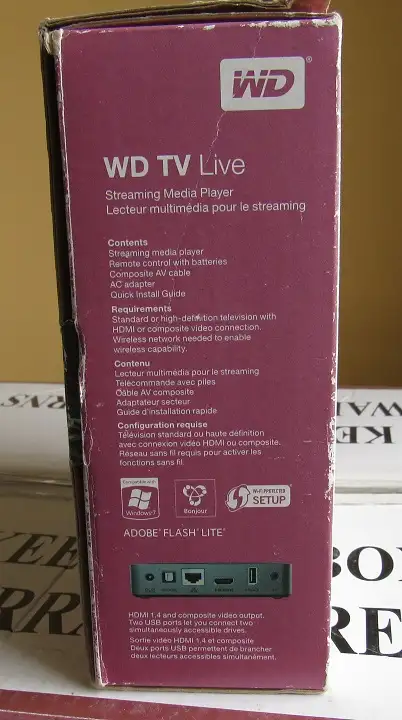 WD
WD TV Live
Streaming Media Player
Lecteur multimédia pour le streaming
Contents
Streaming media player
Remote control with batteries
Composite AV cable
AC adapter
Quick Install Guide
Requirements
Standard or high-definition television with
HDMI or composite video connection.
Wireless network needed to enable
wireless capability.
Contenu
Lecteur multimédia pour le streaming
Télécommande avec piles
Câble AV composite
Adaptateur secteur
Guide d'installation rapide
Configuration requise
Télévision standard ou haute définition
avec connexion vidéo HDMI ou composite.
Réseau sans fil requis pour activer les
fonctions sans fil.
Compatible with
Windows 7
Bonjour
Wi-Fi PROTECTED
SETUP
ADOBE® FLASH® LITE®
HDMI 1.4 and composite video output.
Two USB ports let you connect two
simultaneously accessible drives.
Sortie vidéo HDMI 1.4 et composite
Deux ports USB permettent de brancher
deux lecteurs accessibles simultanément.